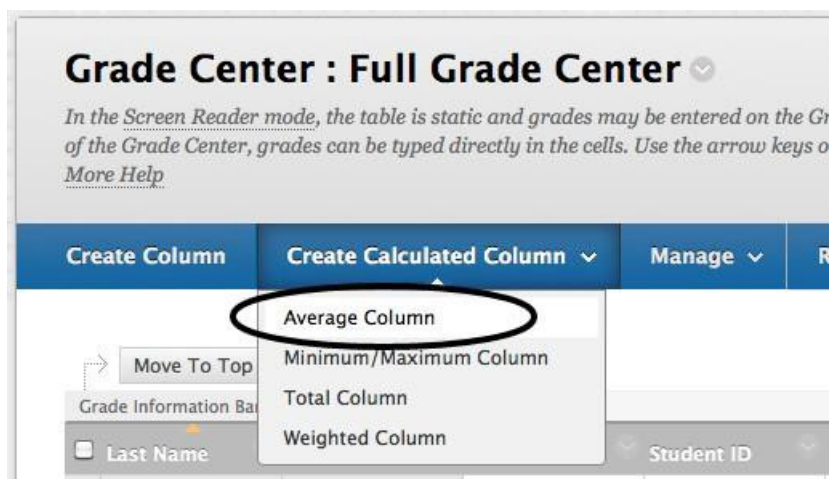 Grade Center : Full Grade Center
In the Screen Reader mode, the table is static and grades may be entered on the
of the Grade Center, grades can be typed directly in the cells. Use the arrow keys
More Help
Create Column
Create Calculated Column
Manage
Average Column
Minimum/Maximum Column
Total Column
Weighted Column
Move To Top
Grade Information
Last Name
Student ID